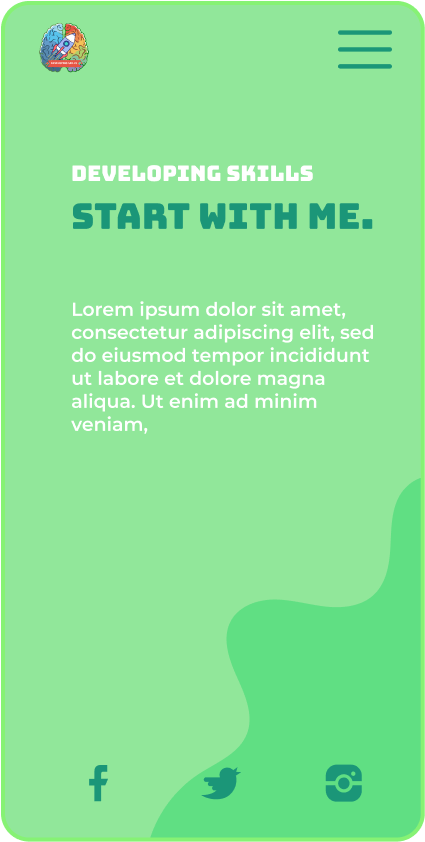 DEVELOPING SKILLS
START WITH ME.
Lorem ipsum dolor sit amet,
consectetur adipiscing elit, sed
do eiusmod tempor incididunt
ut labore et dolore magna
aliqua. Ut enim ad minim
veniam,